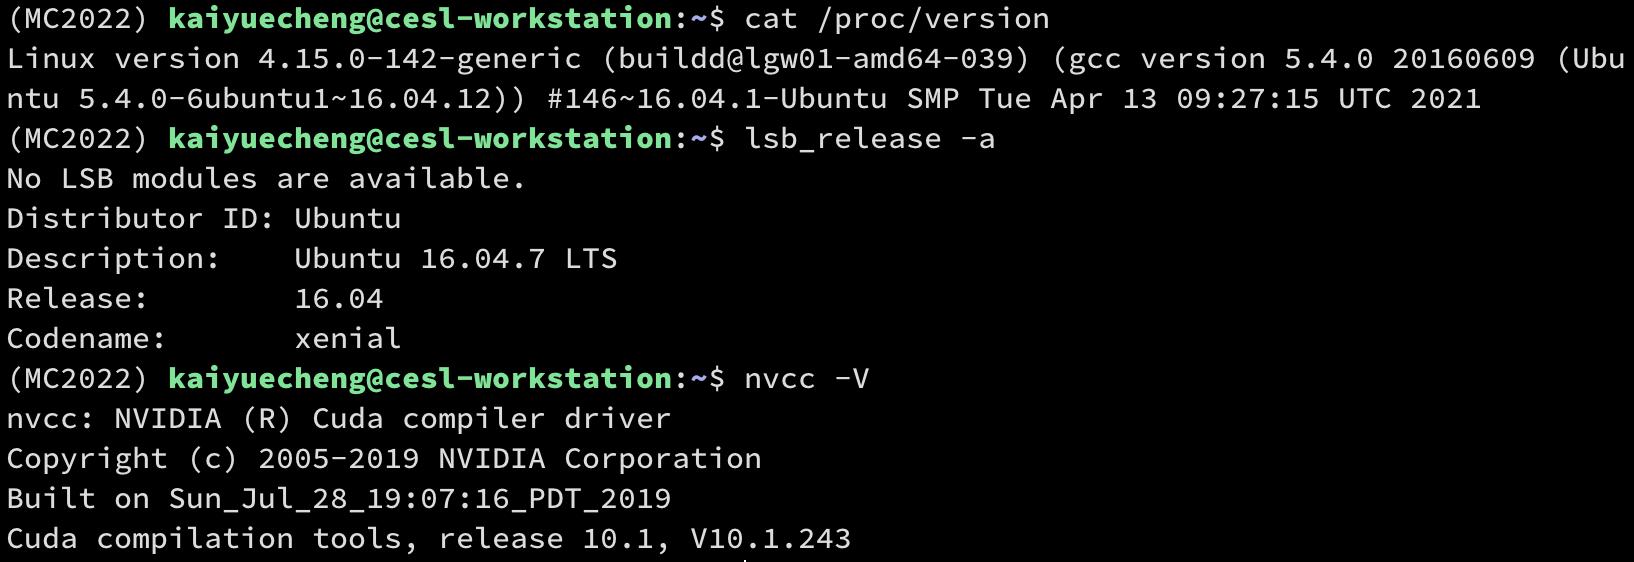 (MC2022) kaiyuecheng@cesl-workstation:~$ cat /proc/version
Linux version 4.15.0-142-generic (buildd@lgw01-amd64-039) (gcc version 5.4.0 20160609 (Ubu
ntu 5.4.0-6ubuntu1~16.04.12)) #146~16.04.1-Ubuntu SMP Tue Apr 13 09:27:15 UTC 2021
(MC2022) kaiyuecheng@cesl-workstation:~$ lsb_release -a
No LSB modules are available.
Distributor ID: Ubuntu
Description:    Ubuntu 16.04.7 LTS
Release:        16.04
Codename:       xenial
(MC2022) kaiyuecheng@cesl-workstation:~$ nvcc -V
nvcc: NVIDIA (R) Cuda compiler driver
Copyright (c) 2005-2019 NVIDIA Corporation
Built on Sun_Jul_28_19:07:16_PDT_2019
Cuda compilation tools, release 10.1, V10.1.243